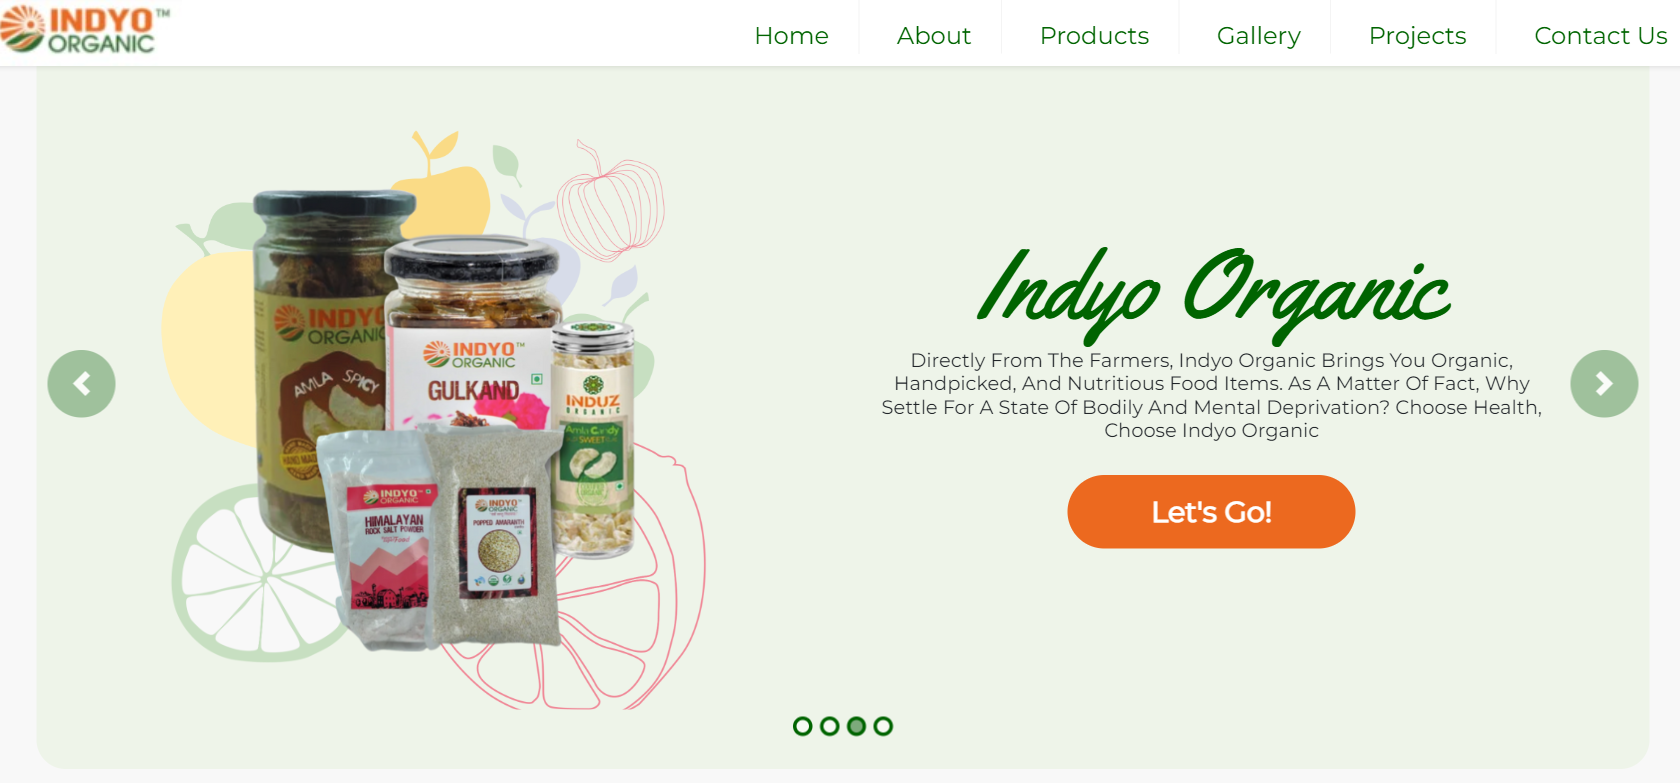 INDYO™
ORGANIC
Home
About
Products
Gallery
Projects
Contact Us
INDYO
ORGANIC
AMLA SPICY
INDYO™
ORGANIC
GULKAND
INDUZ
ORGANIC
Amla Candy
SWEET
INDYO
ORGANIC
HIMALAYAN
ROCK SALT POWDER
INDYO™
ORGANIC
POPPED AMARANTH
Indyo Organic
Directly From The Farmers, Indyo Organic Brings You Organic,
Handpicked, And Nutritious Food Items. As A Matter Of Fact, Why
Settle For A State Of Bodily And Mental Deprivation? Choose Health,
Choose Indyo Organic
Let's Go!